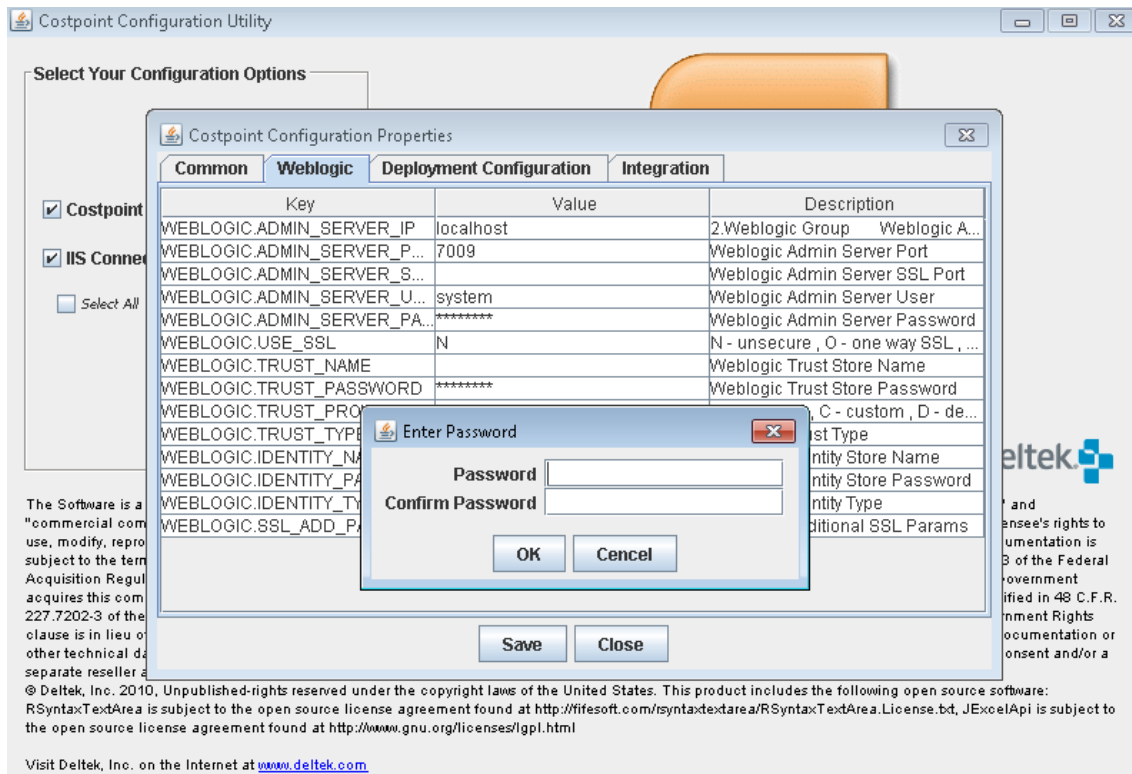 Costpoint Configuration Utility
Select Your Configuration Options
Costpoint
IIS Connec
Select All
Costpoint Configuration Properties
Common Weblogic Deployment Configuration Integration
Key Value Description
WEBLOGIC.ADMIN_SERVER_IP localhost 2.Weblogic Group Weblogic A...
WEBLOGIC.ADMIN_SERVER_P... 7009 Weblogic Admin Server Port
WEBLOGIC.ADMIN_SERVER_S... Weblogic Admin Server SSL Port
WEBLOGIC.ADMIN_SERVER_U... system Weblogic Admin Server User
WEBLOGIC.ADMIN_SERVER_PA... ******** Weblogic Admin Server Password
WEBLOGIC.USE_SSL N N - unsecure , O - one way SSL , ...
WEBLOGIC.TRUST_NAME Weblogic Trust Store Name
WEBLOGIC.TRUST_PASSWORD ******** Weblogic Trust Store Password
WEBLOGIC.TRUST_PRO , C - custom , D - de...
WEBLOGIC.TRUST_TYPE ust Type
WEBLOGIC.IDENTITY_NA ntity Store Name
WEBLOGIC.IDENTITY_PA ntity Store Password
WEBLOGIC.IDENTITY_TY ntity Type
WEBLOGIC.SSL_ADD_PA ditional SSL Params
Enter Password
Password
Confirm Password
OK Cencel
Save Close
eltek.
The Software is a " and
"commercial com ensee's rights to
use, modify, repro umentation is
subject to the term 3 of the Federal
Acquisition Regul overnment
acquires this com ified in 48 C.F.R.
227.7202-3 of the rnment Rights
clause is in lieu o ocumentation or
other technical da onsent and/or a
separate reseller a
© Deltek, Inc. 2010, Unpublished-rights reserved under the copyright laws of the United States. This product includes the following open source software:
RSyntaxTextArea is subject to the open source license agreement found at http://fifesoft.com/rsyntaxtextarea/RSyntaxTextArea.License.txt, JExcelApi is subject to
the open source license agreement found at http://www.gnu.org/licenses/lgpl.html
Visit Deltek, Inc. on the Internet at www.deltek.com